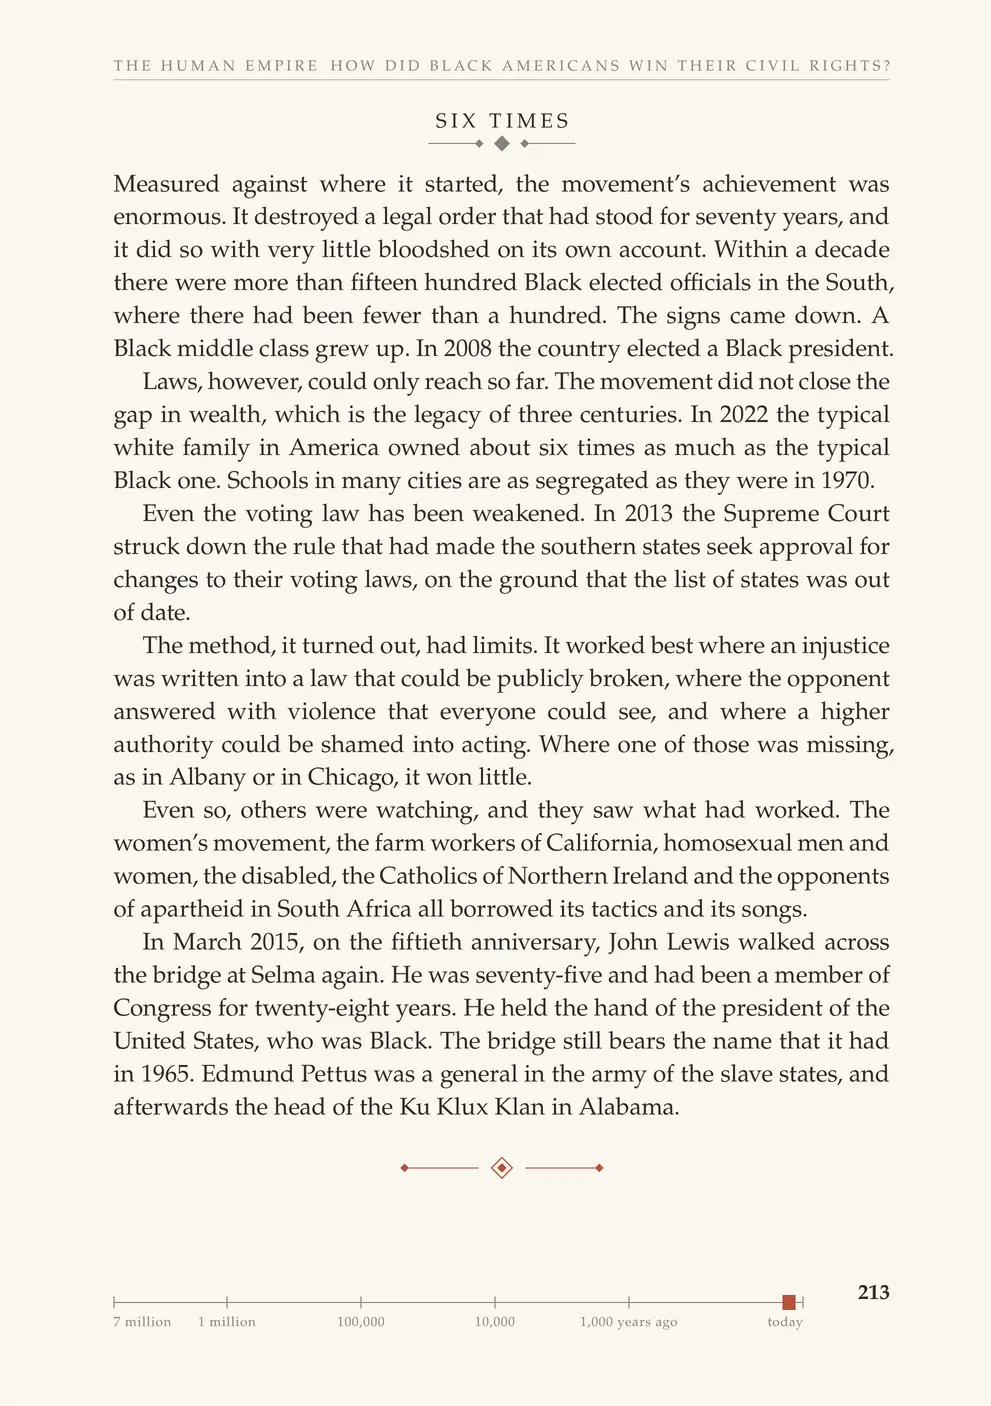 THE HUMAN EMPIRE HOW DID BLACK AMERICANS WIN THEIR CIVIL RIGHTS?
SIX TIMES
Measured against where it started, the movement’s achievement was
enormous. It destroyed a legal order that had stood for seventy years, and
it did so with very little bloodshed on its own account. Within a decade
there were more than fifteen hundred Black elected officials in the South,
where there had been fewer than a hundred. The signs came down. A
Black middle class grew up. In 2008 the country elected a Black president.
Laws, however, could only reach so far. The movement did not close the
gap in wealth, which is the legacy of three centuries. In 2022 the typical
white family in America owned about six times as much as the typical
Black one. Schools in many cities are as segregated as they were in 1970.
Even the voting law has been weakened. In 2013 the Supreme Court
struck down the rule that had made the southern states seek approval for
changes to their voting laws, on the ground that the list of states was out
of date.
The method, it turned out, had limits. It worked best where an injustice
was written into a law that could be publicly broken, where the opponent
answered with violence that everyone could see, and where a higher
authority could be shamed into acting. Where one of those was missing,
as in Albany or in Chicago, it won little.
Even so, others were watching, and they saw what had worked. The
women’s movement, the farm workers of California, homosexual men and
women, the disabled, the Catholics of Northern Ireland and the opponents
of apartheid in South Africa all borrowed its tactics and its songs.
In March 2015, on the fiftieth anniversary, John Lewis walked across
the bridge at Selma again. He was seventy-five and had been a member of
Congress for twenty-eight years. He held the hand of the president of the
United States, who was Black. The bridge still bears the name that it had
in 1965. Edmund Pettus was a general in the army of the slave states, and
afterwards the head of the Ku Klux Klan in Alabama.
213
7 million 1 million 100,000 10,000 1,000 years ago today